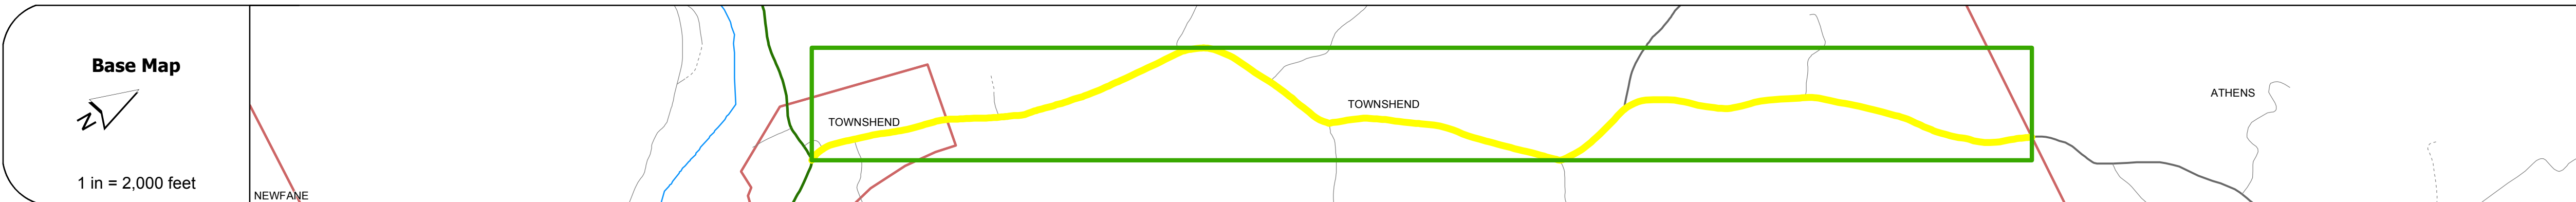 Base Map
N
1 in = 2,000 feet
NEWFANE
TOWNSHEND
TOWNSHEND
ATHENS